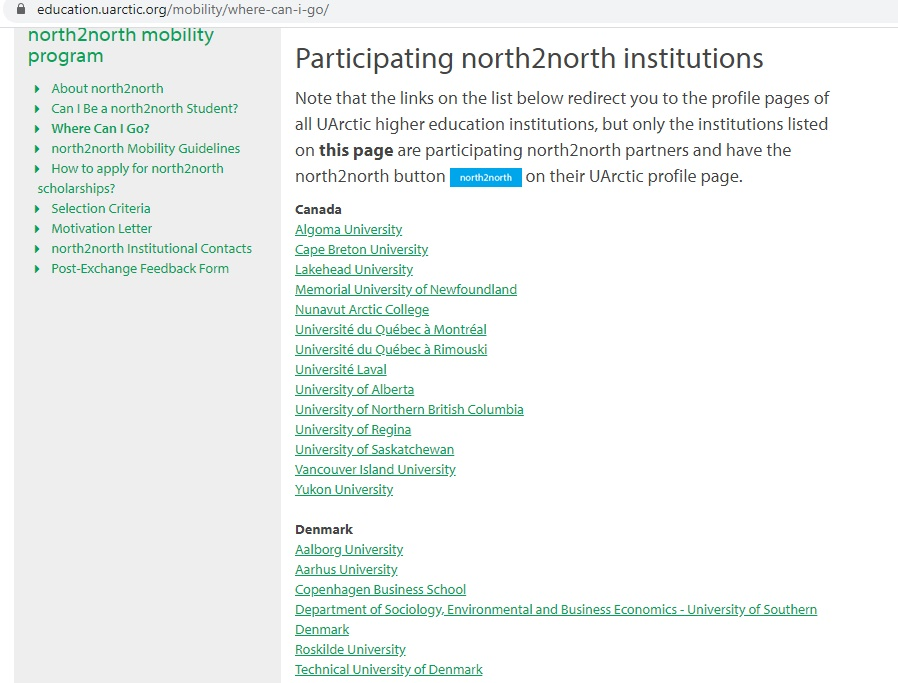 education.uarctic.org/mobility/where-can-i-go/
north2north mobility
program
About north2north
Can I Be a north2north Student?
Where Can I Go?
north2north Mobility Guidelines
How to apply for north2north
scholarships?
Selection Criteria
Motivation Letter
north2north Institutional Contacts
Post-Exchange Feedback Form
Participating north2north institutions
Note that the links on the list below redirect you to the profile pages of
all UArctic higher education institutions, but only the institutions listed
on this page are participating north2north partners and have the
north2north button north2north on their UArctic profile page.
Canada
Algoma University
Cape Breton University
Lakehead University
Memorial University of Newfoundland
Nunavut Arctic College
Université du Québec à Montréal
Université du Québec à Rimouski
Université Laval
University of Alberta
University of Northern British Columbia
University of Regina
University of Saskatchewan
Vancouver Island University
Yukon University
Denmark
Aalborg University
Aarhus University
Copenhagen Business School
Department of Sociology, Environmental and Business Economics - University of Southern
Denmark
Roskilde University
Technical University of Denmark